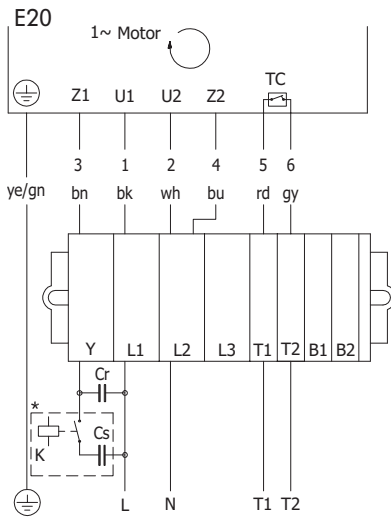 E20
1~ Motor
TC
Z1 U1 U2 Z2
3 1 2 4 5 6
ye/gn bn bk wh bu rd gy
Y L1 L2 L3 T1 T2 B1 B2
Cr
*
K Cs
L N T1 T2